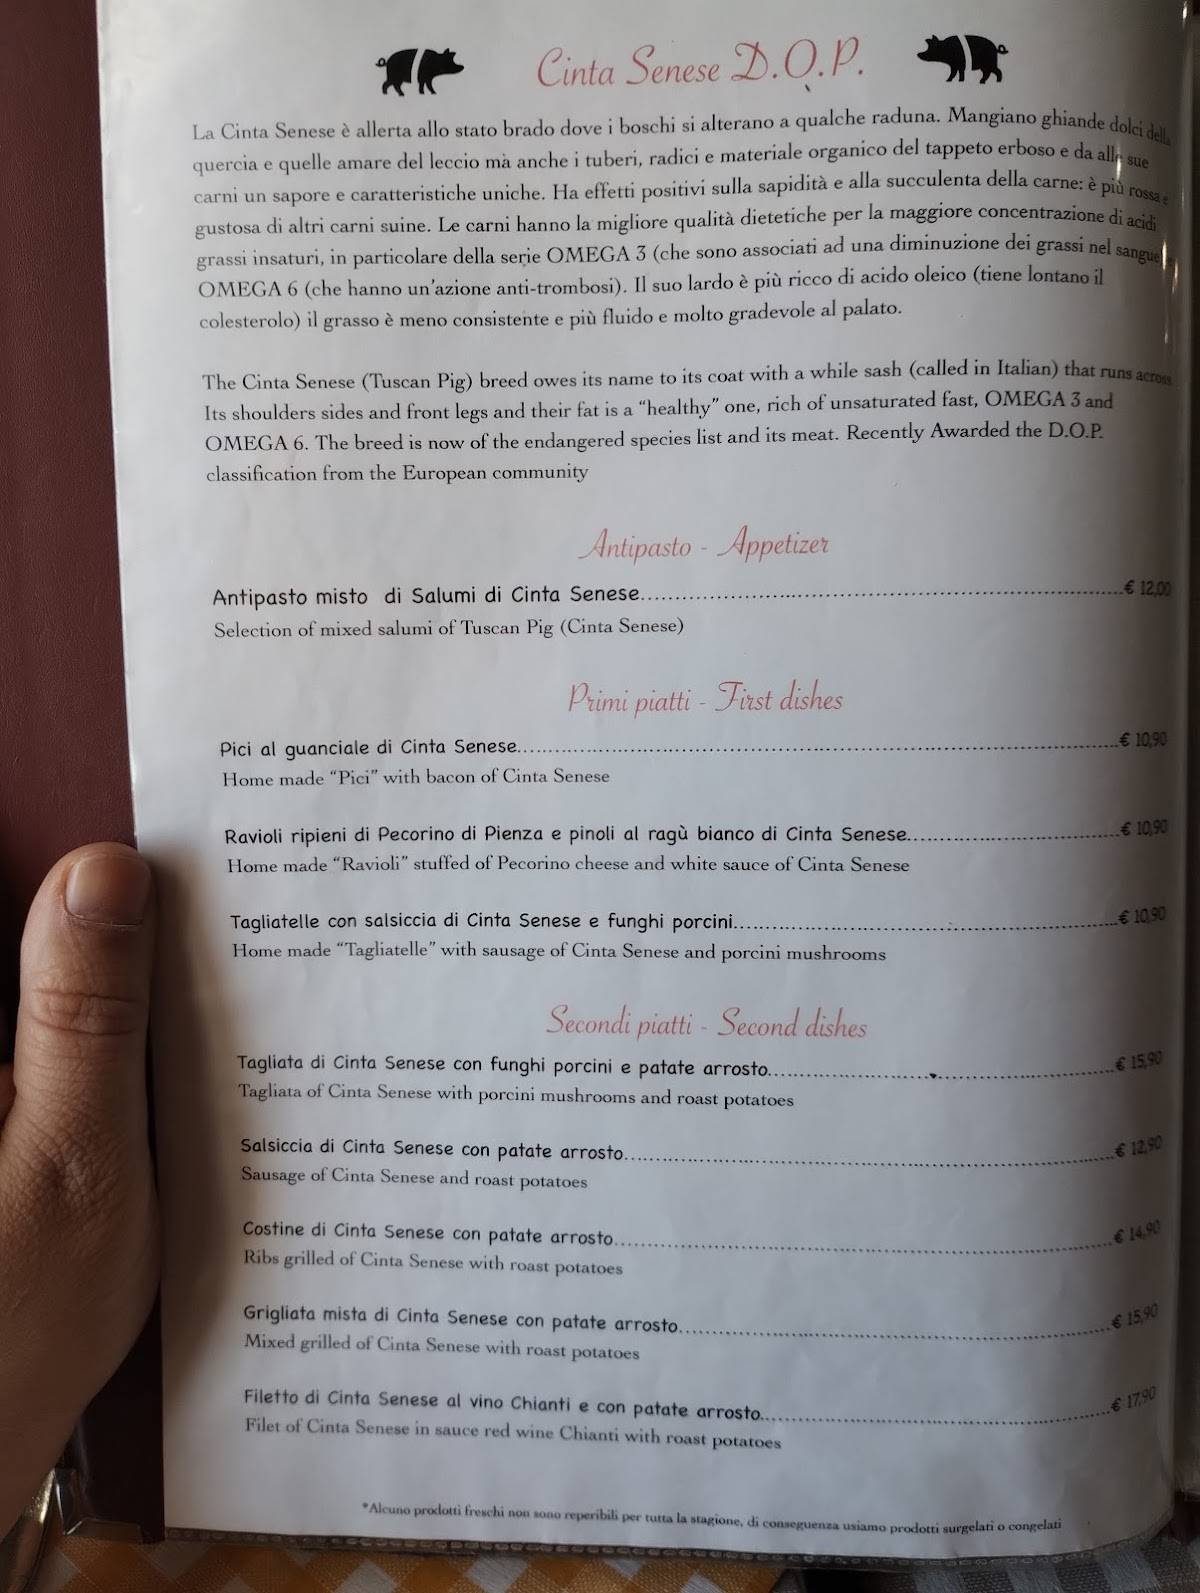 Cinta Senese D.O.P.
La Cinta Senese è allerta allo stato brado dove i boschi si alterano a qualche raduna. Mangiano ghiande dolci della
quercia e quelle amare del leccio mà anche i tuberi, radici e materiale organico del tappeto erboso e da alle sue
carni un sapore e caratteristiche uniche. Ha effetti positivi sulla sapidità e alla succulenta della carne: è più rossa e
gustosa di altri carni suine. Le carni hanno la migliore qualità dietetiche per la maggiore concentrazione di acidi
grassi insaturi, in particolare della serie OMEGA 3 (che sono associati ad una diminuzione dei grassi nel sangue)
OMEGA 6 (che hanno un'azione anti-trombosi). Il suo lardo è più ricco di acido oleico (tiene lontano il
colesterolo) il grasso è meno consistente e più fluido e molto gradevole al palato.
The Cinta Senese (Tuscan Pig) breed owes its name to its coat with a while sash (called in Italian) that runs across
Its shoulders sides and front legs and their fat is a "healthy" one, rich of unsaturated fast, OMEGA 3 and
OMEGA 6. The breed is now of the endangered species list and its meat. Recently Awarded the D.O.P.
classification from the European community
Antipasto - Appetizer
Antipasto misto di Salumi di Cinta Senese........€ 12,00
Selection of mixed salumi of Tuscan Pig (Cinta Senese)
Primi piatti - First dishes
Pici al guanciale di Cinta Senese........€ 10,90
Home made "Pici" with bacon of Cinta Senese
Ravioli ripieni di Pecorino di Pienza e pinoli al ragù bianco di Cinta Senese........€ 10,90
Home made "Ravioli" stuffed of Pecorino cheese and white sauce of Cinta Senese
Tagliatelle con salsiccia di Cinta Senese e funghi porcini........€ 10,90
Home made "Tagliatelle" with sausage of Cinta Senese and porcini mushrooms
Secondi piatti - Second dishes
Tagliata di Cinta Senese con funghi porcini e patate arrosto........€ 15,90
Tagliata of Cinta Senese with porcini mushrooms and roast potatoes
Salsiccia di Cinta Senese con patate arrosto........€ 12,90
Sausage of Cinta Senese and roast potatoes
Costine di Cinta Senese con patate arrosto........€ 14,90
Ribs grilled of Cinta Senese with roast potatoes
Grigliata mista di Cinta Senese con patate arrosto........€ 15,90
Mixed grilled of Cinta Senese with roast potatoes
Filetto di Cinta Senese al vino Chianti e con patate arrosto........€ 17,90
Filet of Cinta Senese in sauce red wine Chianti with roast potatoes
*Alcuno prodotti freschi non sono reperibili per tutta la stagione, di conseguenza usiamo prodotti surgelati o congelati